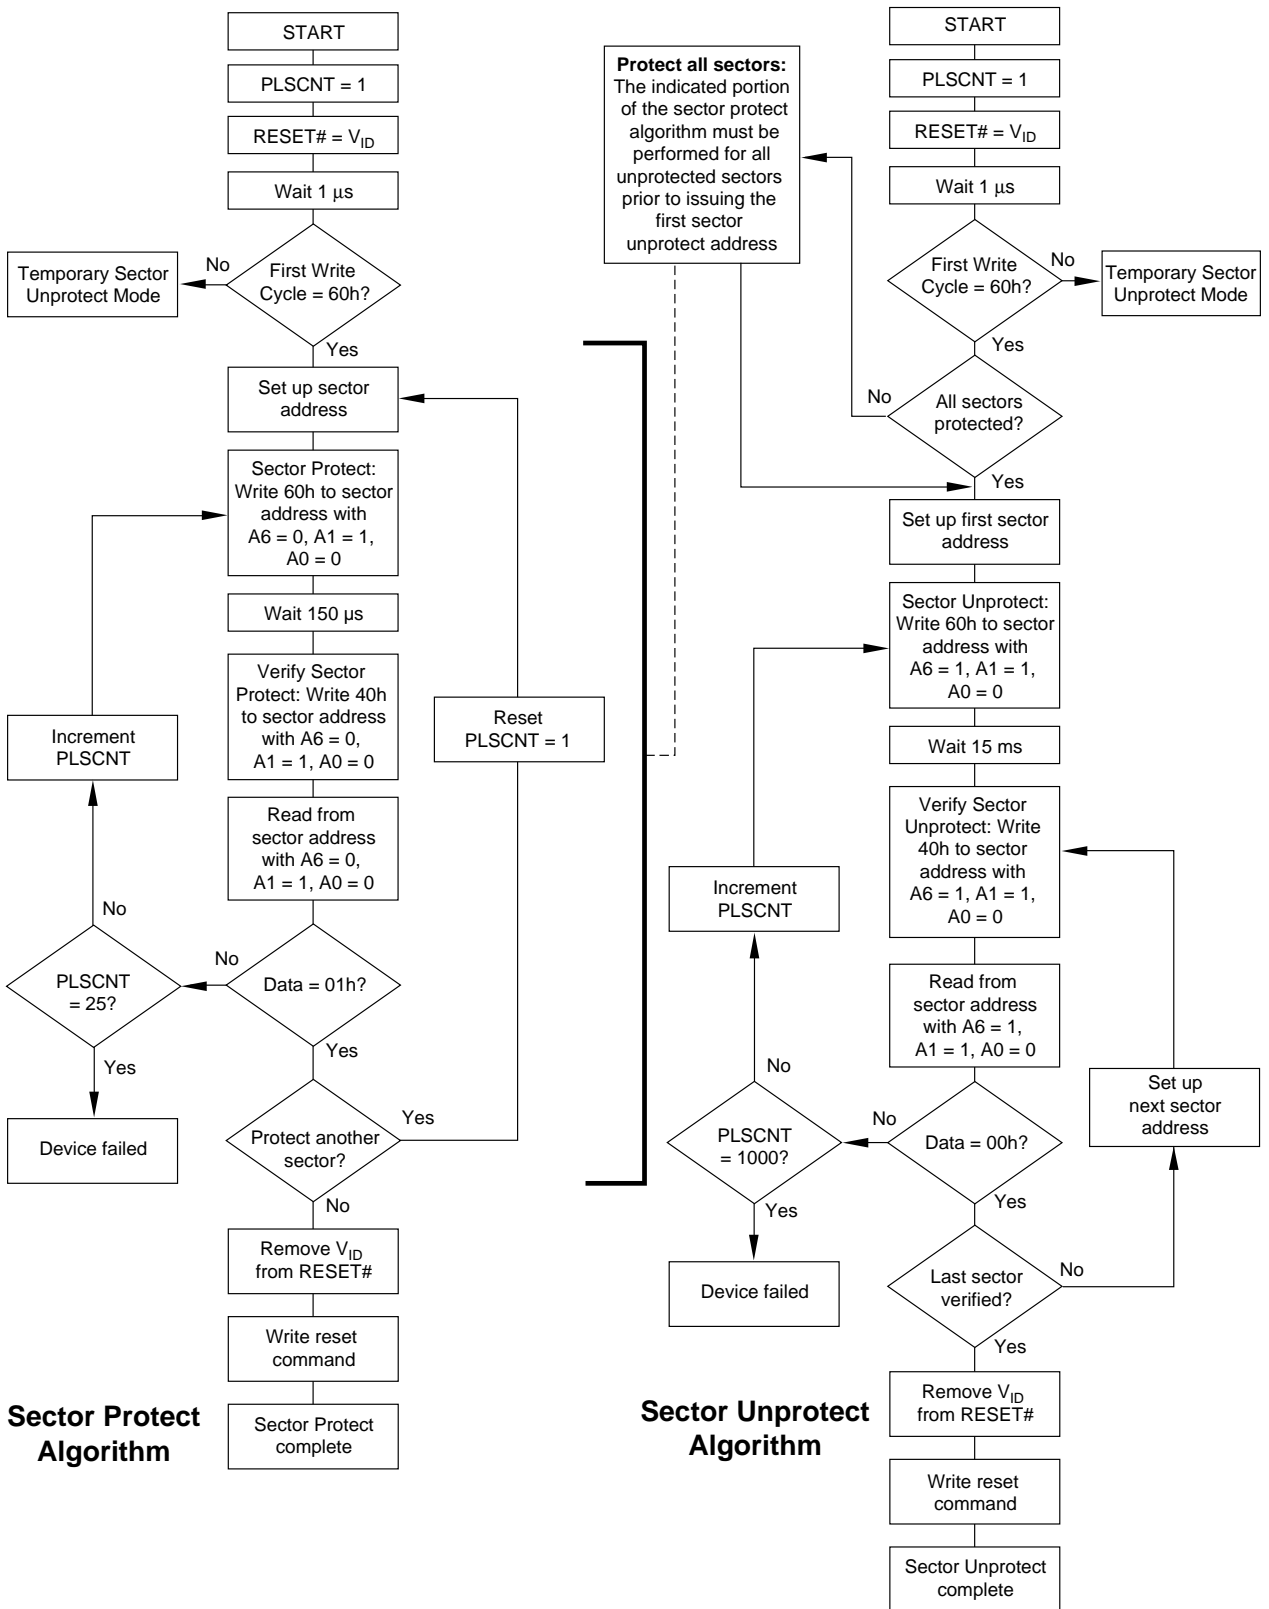 START
PLSCNT = 1
RESET# = VID
Wait 1 μs
First Write
Cycle = 60h?
No
Temporary Sector
Unprotect Mode
Yes
Set up sector
address
Sector Protect:
Write 60h to sector
address with
A6 = 0, A1 = 1,
A0 = 0
Wait 150 µs
Verify Sector
Protect: Write 40h
to sector address
with A6 = 0,
A1 = 1, A0 = 0
Increment
PLSCNT
Reset
PLSCNT = 1
Read from
sector address
with A6 = 0,
A1 = 1, A0 = 0
No
PLSCNT
= 25?
No
Data = 01h?
Yes
Yes
Device failed
Protect another
sector?
Yes
No
Remove VID
from RESET#
Write reset
command
Sector Protect
complete
Sector Protect
Algorithm
Protect all sectors:
The indicated portion
of the sector protect
algorithm must be
performed for all
unprotected sectors
prior to issuing the
first sector
unprotect address
START
PLSCNT = 1
RESET# = VID
Wait 1 μs
First Write
Cycle = 60h?
No
Temporary Sector
Unprotect Mode
Yes
No
All sectors
protected?
Yes
Set up first sector
address
Sector Unprotect:
Write 60h to sector
address with
A6 = 1, A1 = 1,
A0 = 0
Wait 15 ms
Verify Sector
Unprotect: Write
40h to sector
address with
A6 = 1, A1 = 1,
A0 = 0
Increment
PLSCNT
Read from
sector address
with A6 = 1,
A1 = 1, A0 = 0
No
Set up
next sector
address
PLSCNT
= 1000?
No
Data = 00h?
Yes
Yes
Device failed
Last sector
verified?
No
Yes
Remove VID
from RESET#
Write reset
command
Sector Unprotect
complete
Sector Unprotect
Algorithm